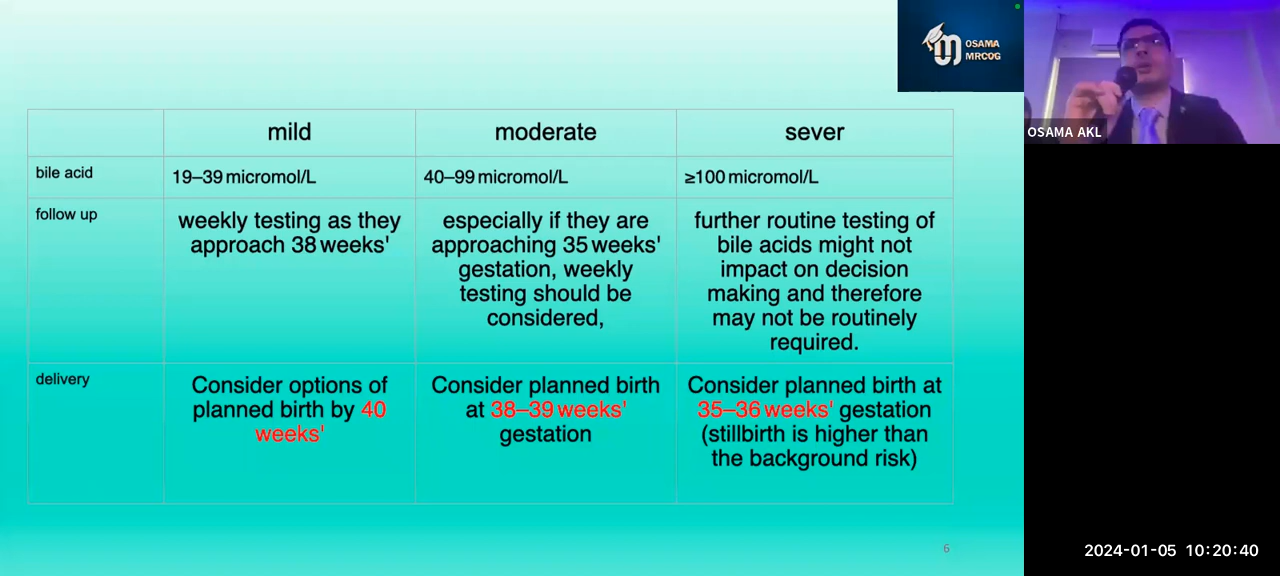 OSAMA
MRCOG
OSAMA AKL
mild
moderate
sever
bile acid
19–39 micromol/L
40–99 micromol/L
≥100 micromol/L
follow up
weekly testing as they
approach 38 weeks'
especially if they are
approaching 35 weeks'
gestation, weekly
testing should be
considered,
further routine testing of
bile acids might not
impact on decision
making and therefore
may not be routinely
required.
delivery
Consider options of
planned birth by 40
weeks'
Consider planned birth
at 38–39 weeks'
gestation
Consider planned birth at
35–36 weeks' gestation
(stillbirth is higher than
the background risk)
6
2024-01-05 10:20:40